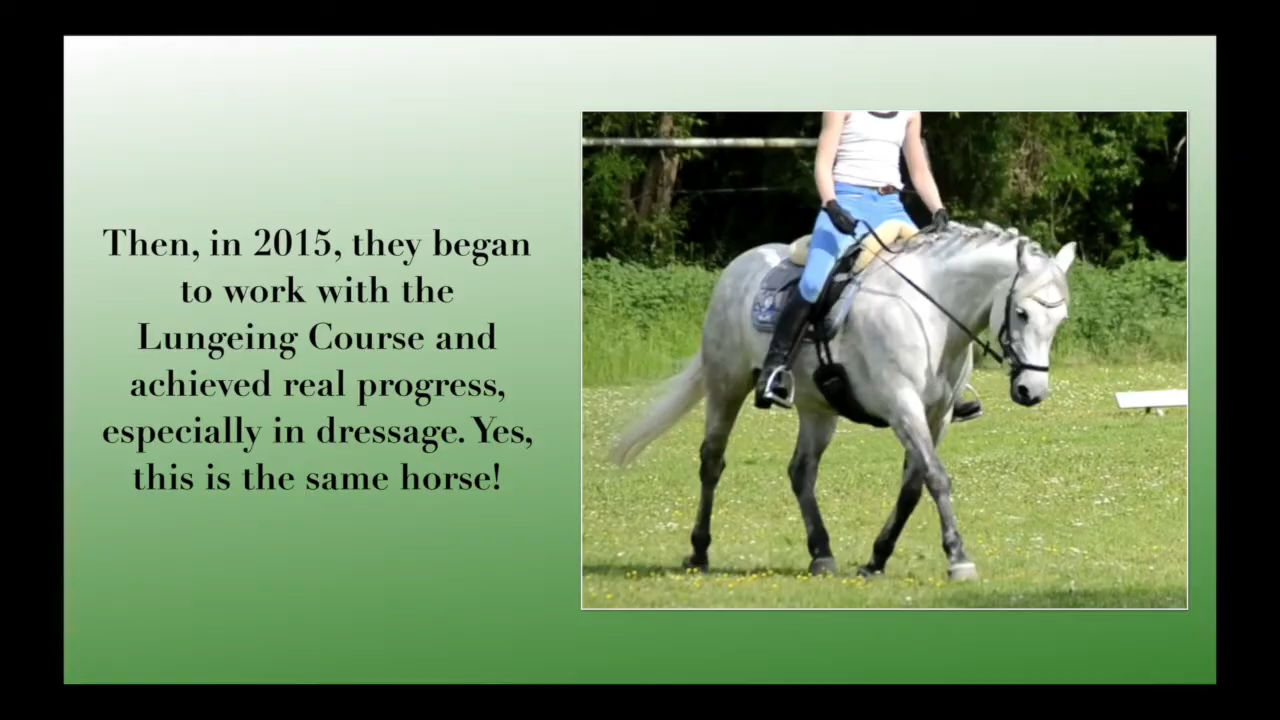 Then, in 2015, they began
to work with the
Lungeing Course and
achieved real progress,
especially in dressage. Yes,
this is the same horse!